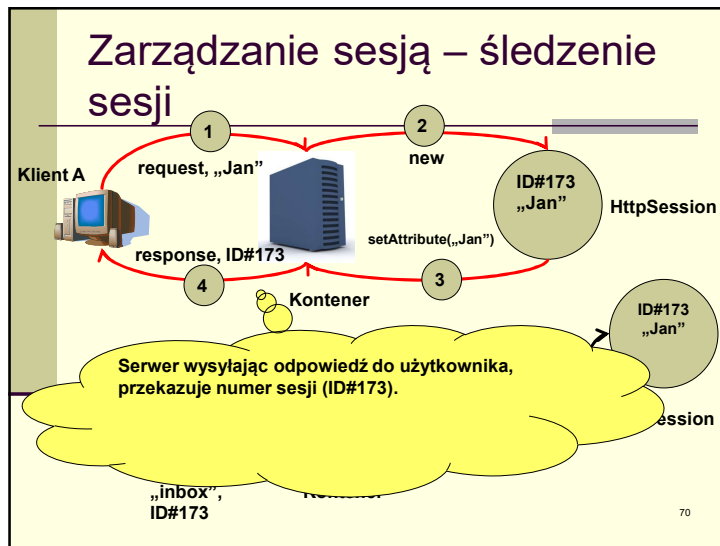 Zarządzanie sesją – śledzenie
sesji
1
2
request, „Jan”
new
Klient A
ID#173
„Jan”
HttpSession
setAttribute(„Jan”)
response, ID#173
4
3
Kontener
ID#173
„Jan”
Serwer wysyłając odpowiedź do użytkownika,
przekazuje numer sesji (ID#173).
ession
„inbox”,
ID#173
70